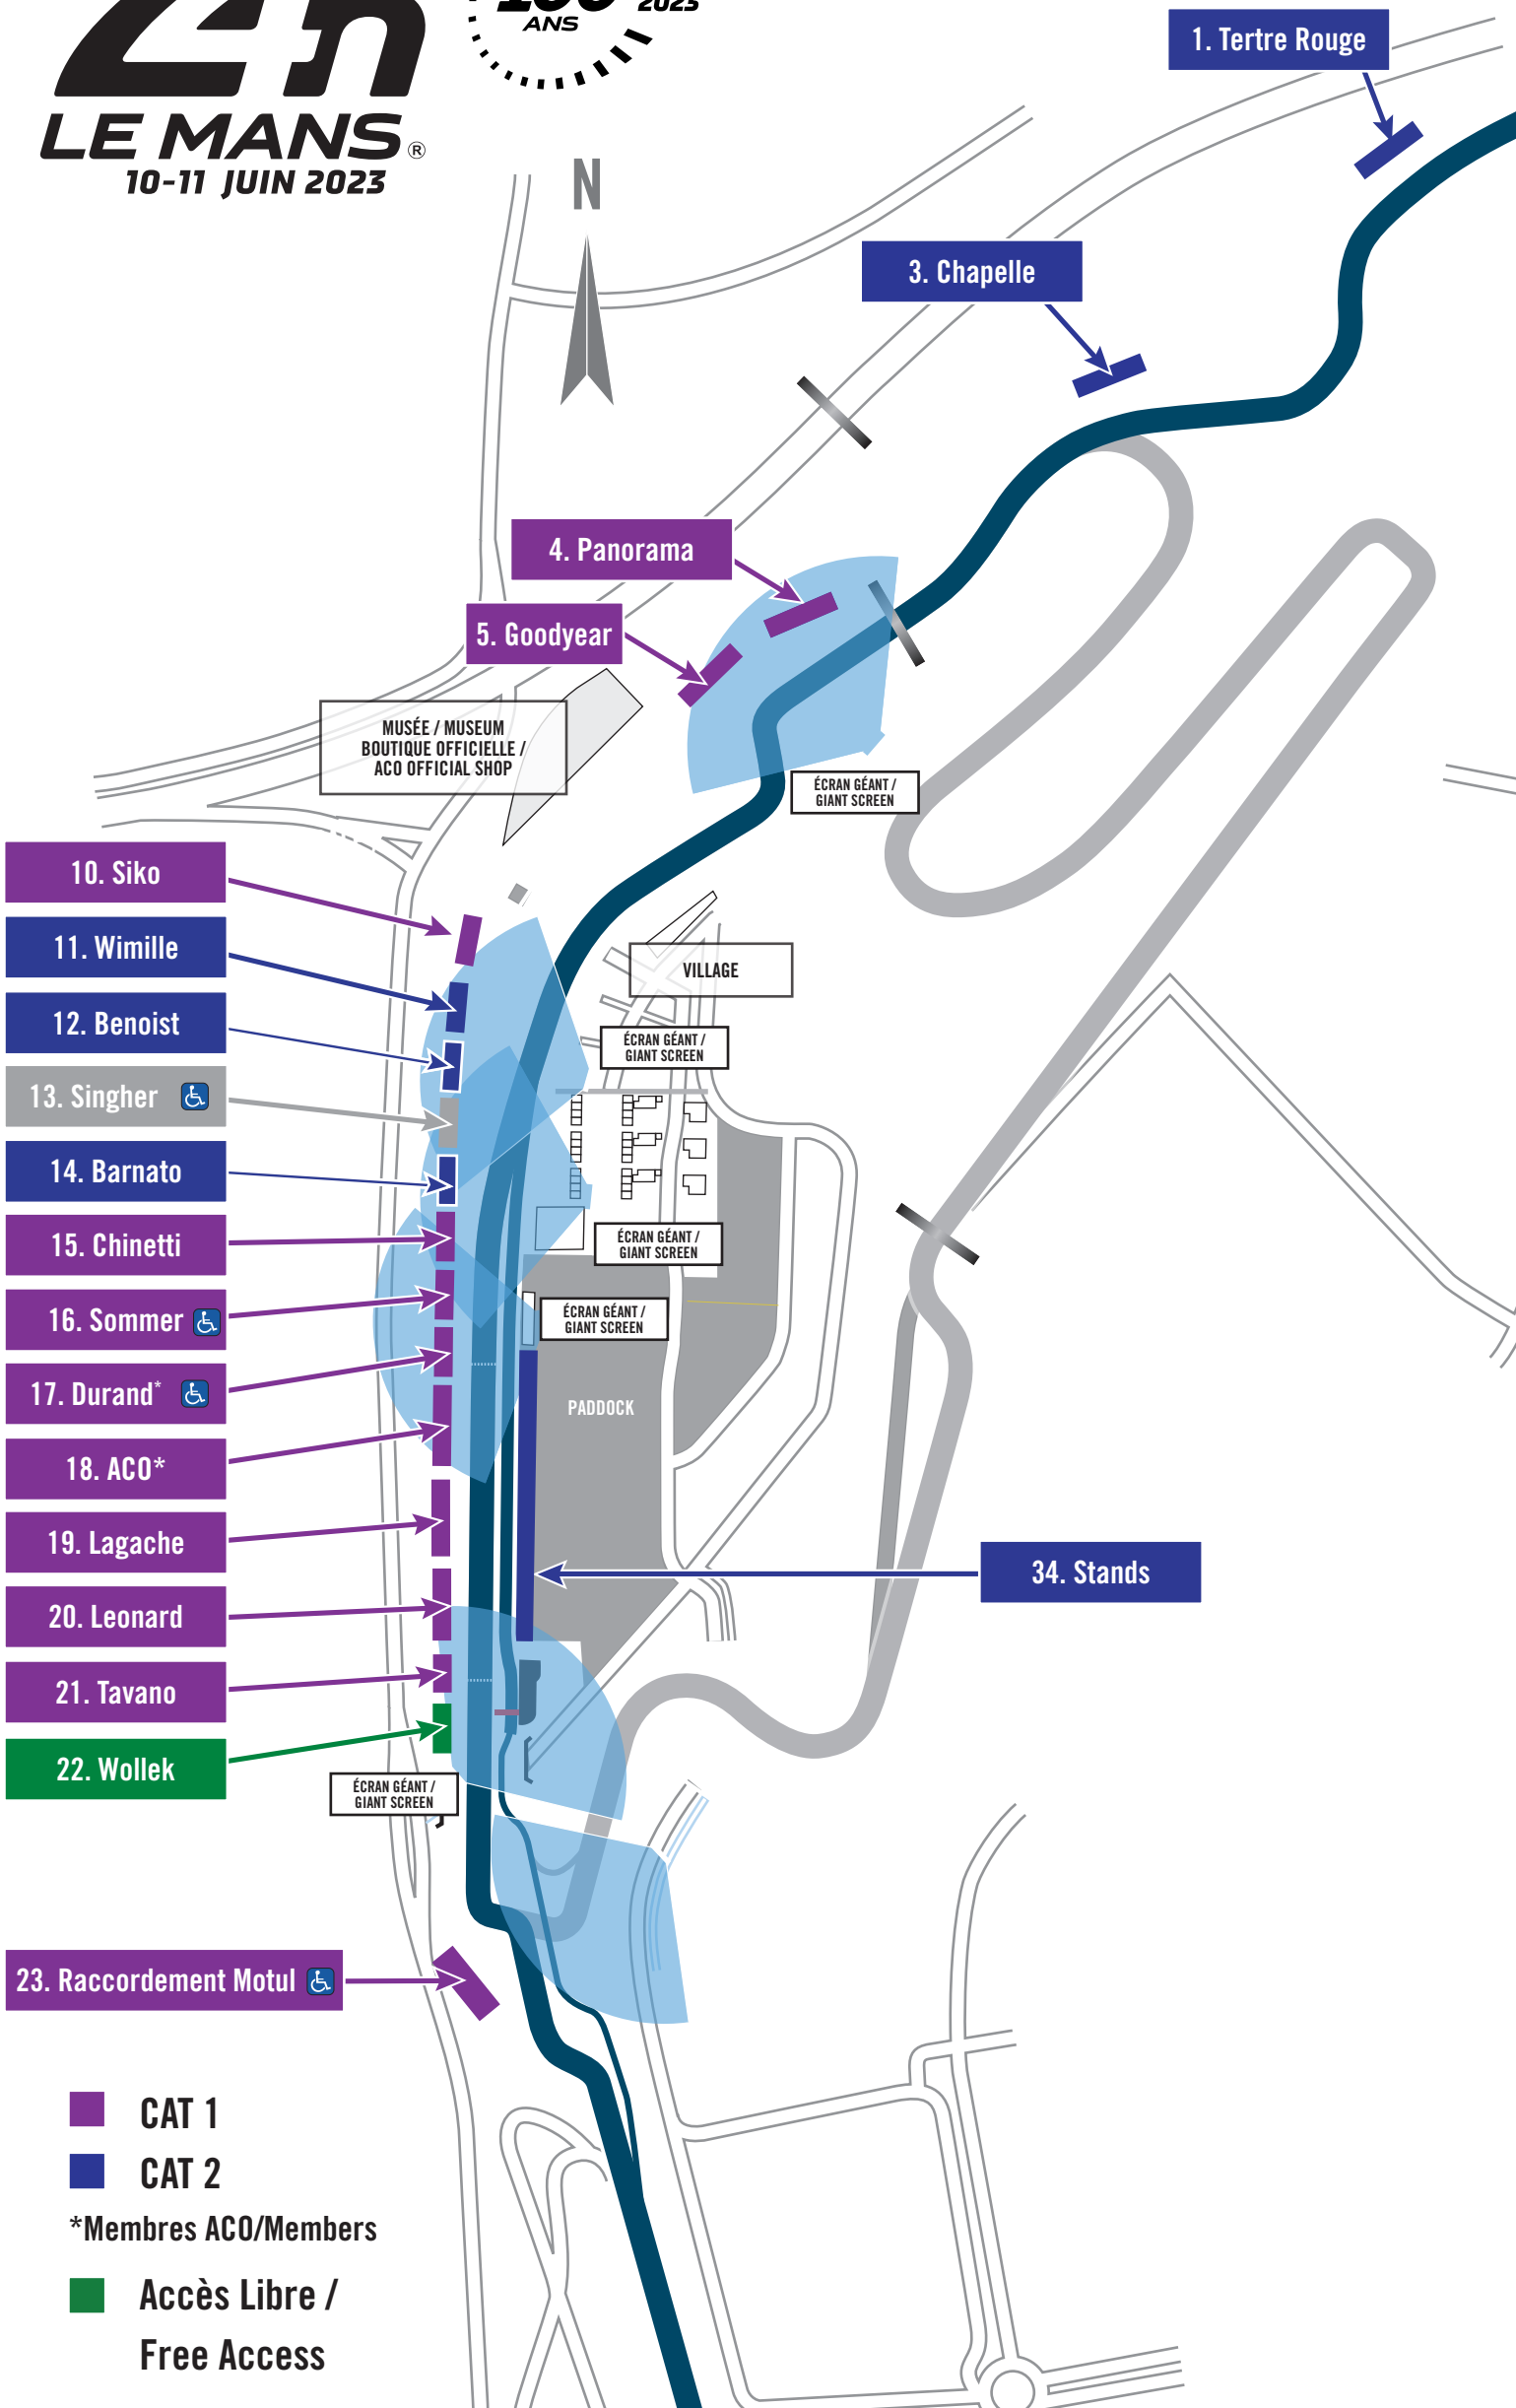 24h
LE MANS®
10-11 JUIN 2023
100
ANS
2023
N
1. Tertre Rouge
3. Chapelle
4. Panorama
5. Goodyear
MUSÉE / MUSEUM
BOUTIQUE OFFICIELLE /
ACO OFFICIAL SHOP
ÉCRAN GÉANT /
GIANT SCREEN
10. Siko
11. Wimille
12. Benoist
13. Singher
14. Barnato
15. Chinetti
16. Sommer
17. Durand*
18. ACO*
19. Lagache
20. Leonard
21. Tavano
22. Wollek
VILLAGE
ÉCRAN GÉANT /
GIANT SCREEN
ÉCRAN GÉANT /
GIANT SCREEN
ÉCRAN GÉANT /
GIANT SCREEN
PADDOCK
34. Stands
ÉCRAN GÉANT /
GIANT SCREEN
23. Raccordement Motul
CAT 1
CAT 2
*Membres ACO/Members
Accès Libre /
Free Access